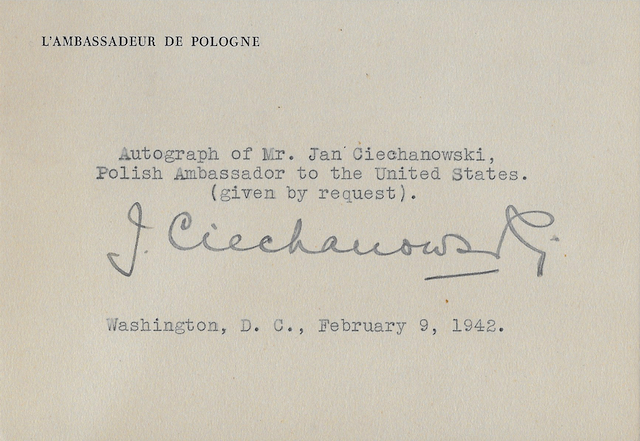 L'AMBASSADEUR DE POLOGNE
Autograph of Mr. Jan Ciechanowski,
Polish Ambassador to the United States.
(given by request).
J. Ciechanowski
Washington, D. C., February 9, 1942.